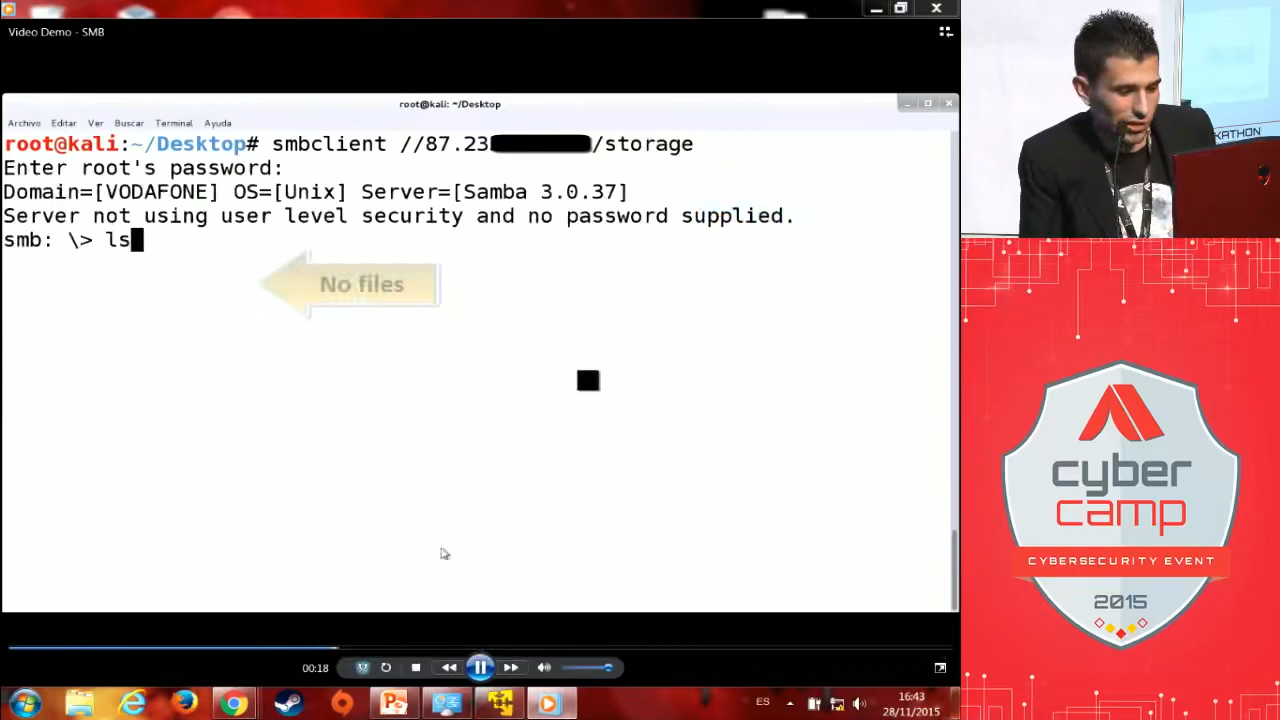 Video Demo - SMB
root@kali: ~/Desktop
Archivo Editar Ver Buscar Terminal Ayuda
root@kali:~/Desktop# smbclient //87.23 /storage
Enter root's password:
Domain=[VODAFONE] OS=[Unix] Server=[Samba 3.0.37]
Server not using user level security and no password supplied.
smb: \> ls
No files
00:18
ES
16:43
28/11/2015
KATHON
cyber
camp
CYBERSECURITY EVENT
2015